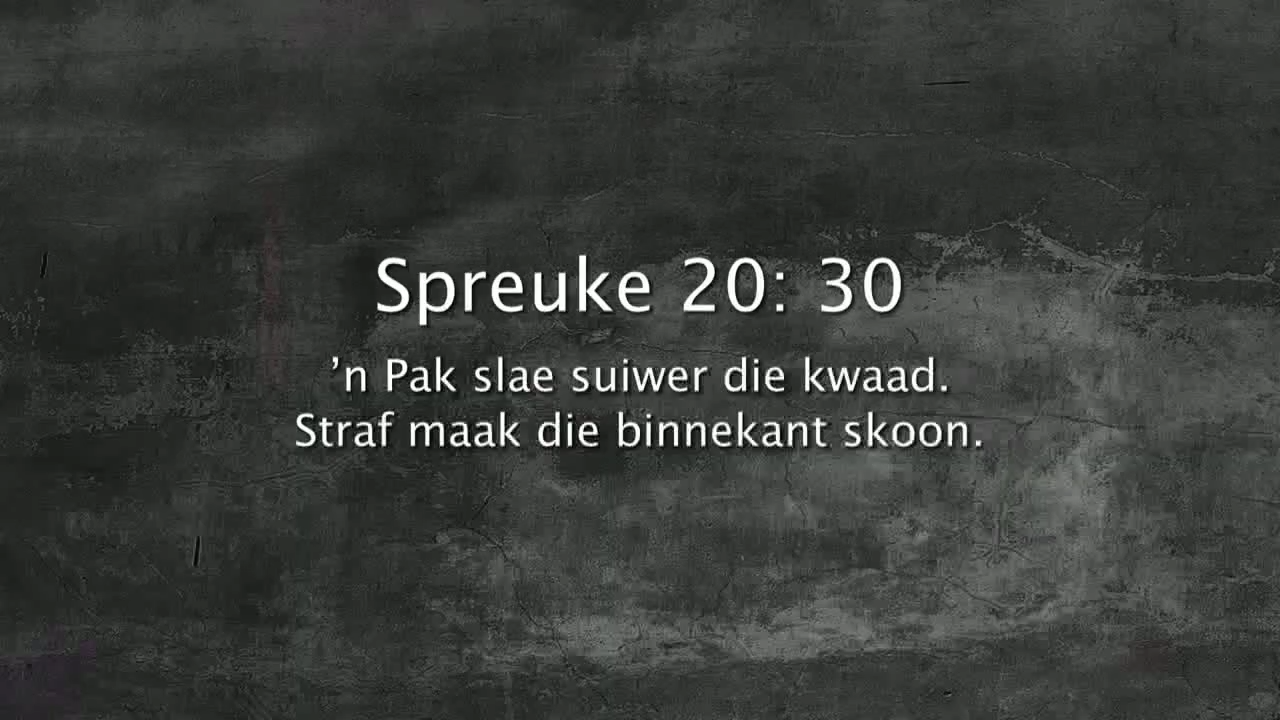 Spreuke 20: 30
’n Pak slae suiwer die kwaad.
Straf maak die binnekant skoon.